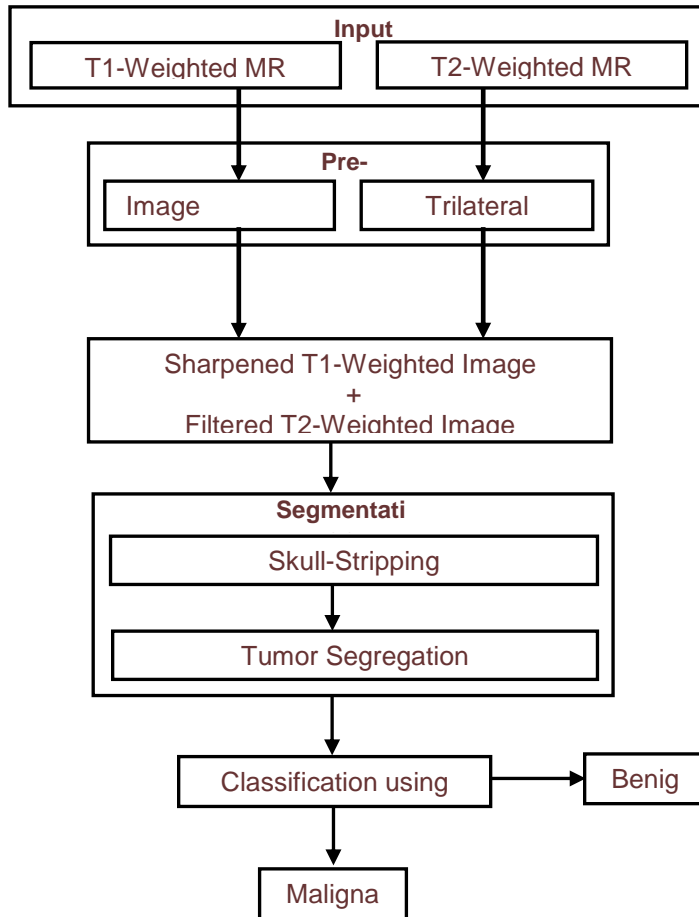 Input
T1-Weighted MR
T2-Weighted MR
Pre-
Image
Trilateral
Sharpened T1-Weighted Image
+
Filtered T2-Weighted Image
Segmentati
Skull-Stripping
Tumor Segregation
Classification using
Benig
Maligna